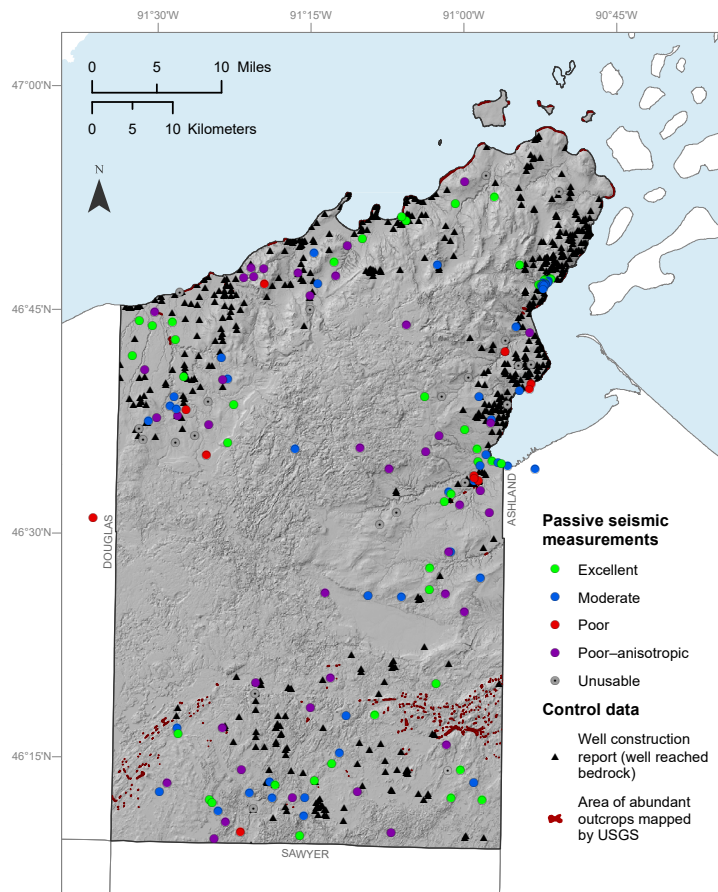 91°30'W 91°15'W 91°00'W 90°45'W
0 5 10 Miles
0 5 10 Kilometers
N
47°00'N
46°45'N
46°30'N
46°15'N
DOUGLAS
ASHLAND
SAWYER
Passive seismic
measurements
Excellent
Moderate
Poor
Poor–anisotropic
Unusable
Control data
Well construction
report (well reached
bedrock)
Area of abundant
outcrops mapped
by USGS